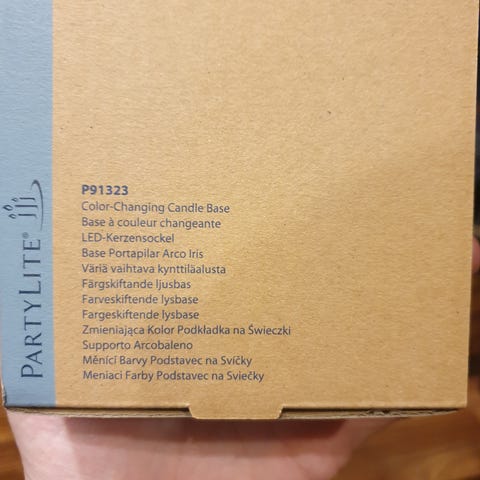 P91323
Color-Changing Candle Base
Base à couleur changeante
LED-Kerzensockel
Base Portapilar Arco Iris
Väriä vaihtava kynttiläalusta
Färgskiftande ljusbas
Farveskiftende lysbase
Fargeskiftende lysbase
Zmieniająca Kolor Podkładka na Świeczki
Supporto Arcobaleno
Měnící Barvy Podstavec na Svíčky
Meniaci Farby Podstavec na Sviečky
PARTYLITE®